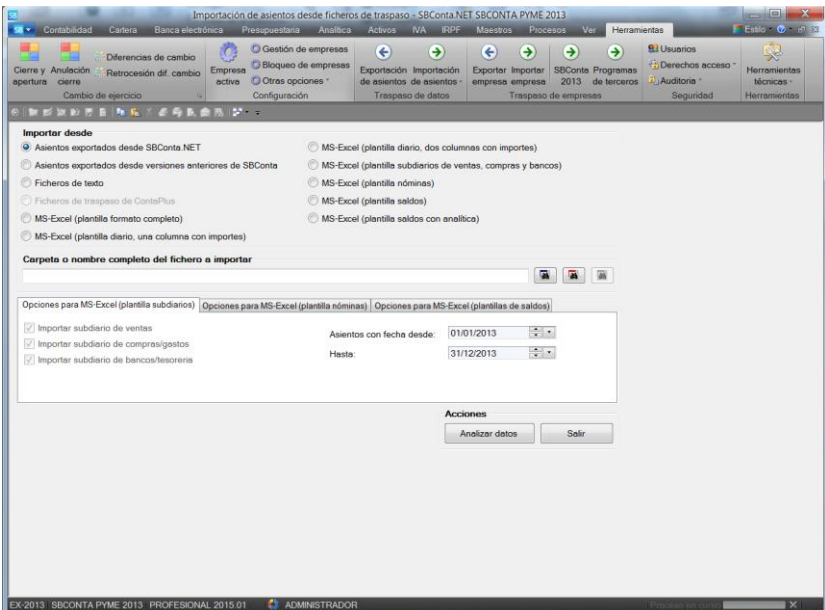 Importación de asientos desde ficheros de traspaso - SBConta.NET SBCONTA PYME 2013
Contabilidad Cartera Banca electrónica Presupuestaria Analítica Activos IVA IRPF Maestros Procesos Ver Herramientas Estilo
Cierre y apertura
Anulación cierre
Diferencias de cambio
Retrocesión dif. cambio
Cambio de ejercicio
Empresa activa
Gestión de empresas
Bloqueo de empresas
Otras opciones
Configuración
Exportación de asientos
Importación de asientos
Traspaso de datos
Exportar empresa
Importar empresa
SBConta 2013
Programas de terceros
Traspaso de empresas
Usuarios
Derechos acceso
Auditoria
Seguridad
Herramientas técnicas
Herramientas
Importar desde
Asientos exportados desde SBConta.NET
Asientos exportados desde versiones anteriores de SBConta
Ficheros de texto
Ficheros de traspaso de ContaPlus
MS-Excel (plantilla formato completo)
MS-Excel (plantilla diario, una columna con importes)
MS-Excel (plantilla diario, dos columnas con importes)
MS-Excel (plantilla subdiarios de ventas, compras y bancos)
MS-Excel (plantilla nóminas)
MS-Excel (plantilla saldos)
MS-Excel (plantilla saldos con analítica)
Carpeta o nombre completo del fichero a importar
Opciones para MS-Excel (plantilla subdiarios) Opciones para MS-Excel (plantilla nóminas) Opciones para MS-Excel (plantillas de saldos)
Importar subdiario de ventas
Importar subdiario de compras/gastos
Importar subdiario de bancos/tesoreria
Asientos con fecha desde: 01/01/2013
Hasta: 31/12/2013
Acciones
Analizar datos Salir
EX-2013 SBCONTA PYME 2013 PROFESIONAL 2015.01 ADMINISTRADOR Proceso en curso